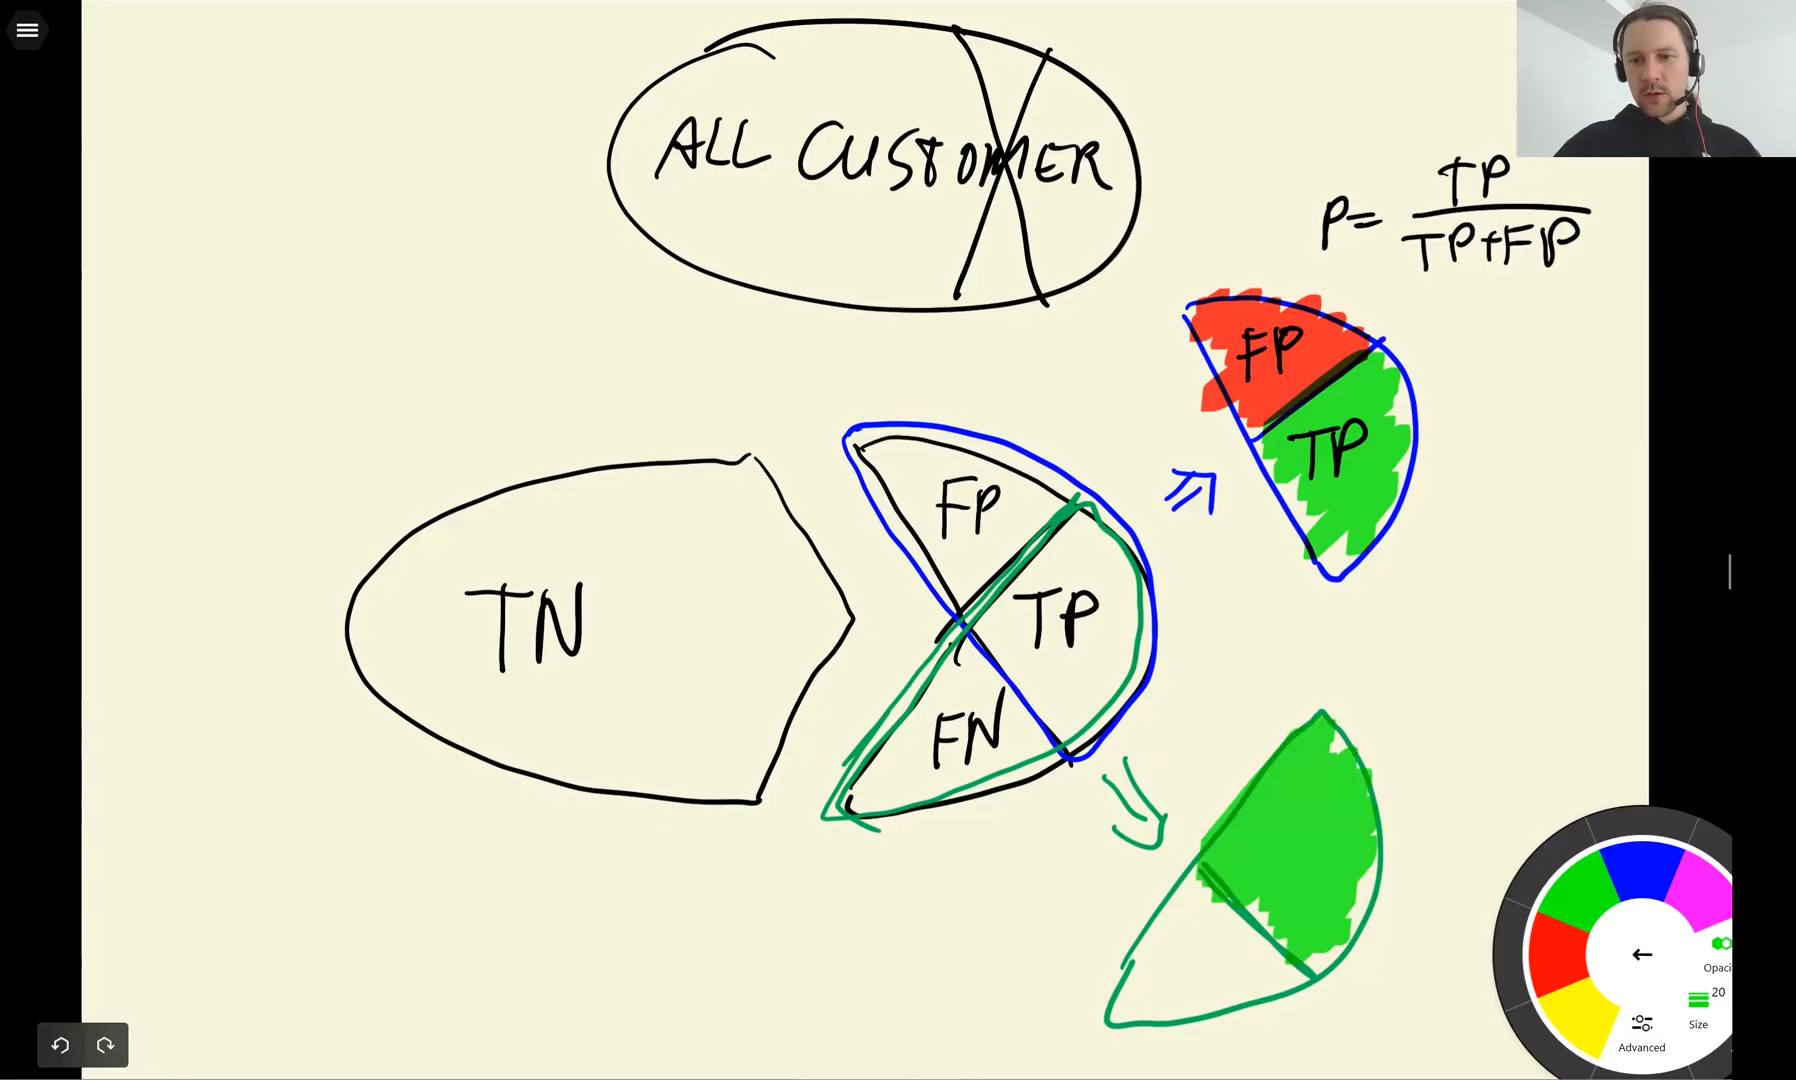 ALL CUSTOMER
P= TP
TP+FP
FP
TP
FP
TN
TP
FN
Opaci
20
Size
Advanced